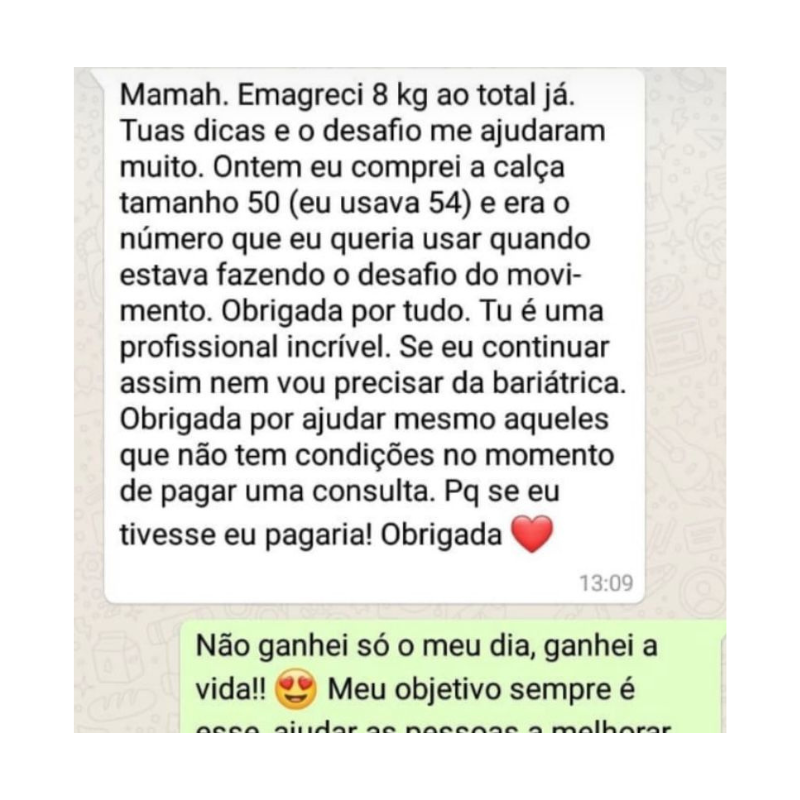 Mamah. Emagreci 8 kg ao total já.
Tuas dicas e o desafio me ajudaram
muito. Ontem eu comprei a calça
tamanho 50 (eu usava 54) e era o
número que eu queria usar quando
estava fazendo o desafio do movi-
mento. Obrigada por tudo. Tu é uma
profissional incrível. Se eu continuar
assim nem vou precisar da bariátrica.
Obrigada por ajudar mesmo aqueles
que não tem condições no momento
de pagar uma consulta. Pq se eu
tivesse eu pagaria! Obrigada ❤️
13:09
Não ganhei só o meu dia, ganhei a
vida!! 😍 Meu objetivo sempre é
esse, ajudar as pessoas a melhorar